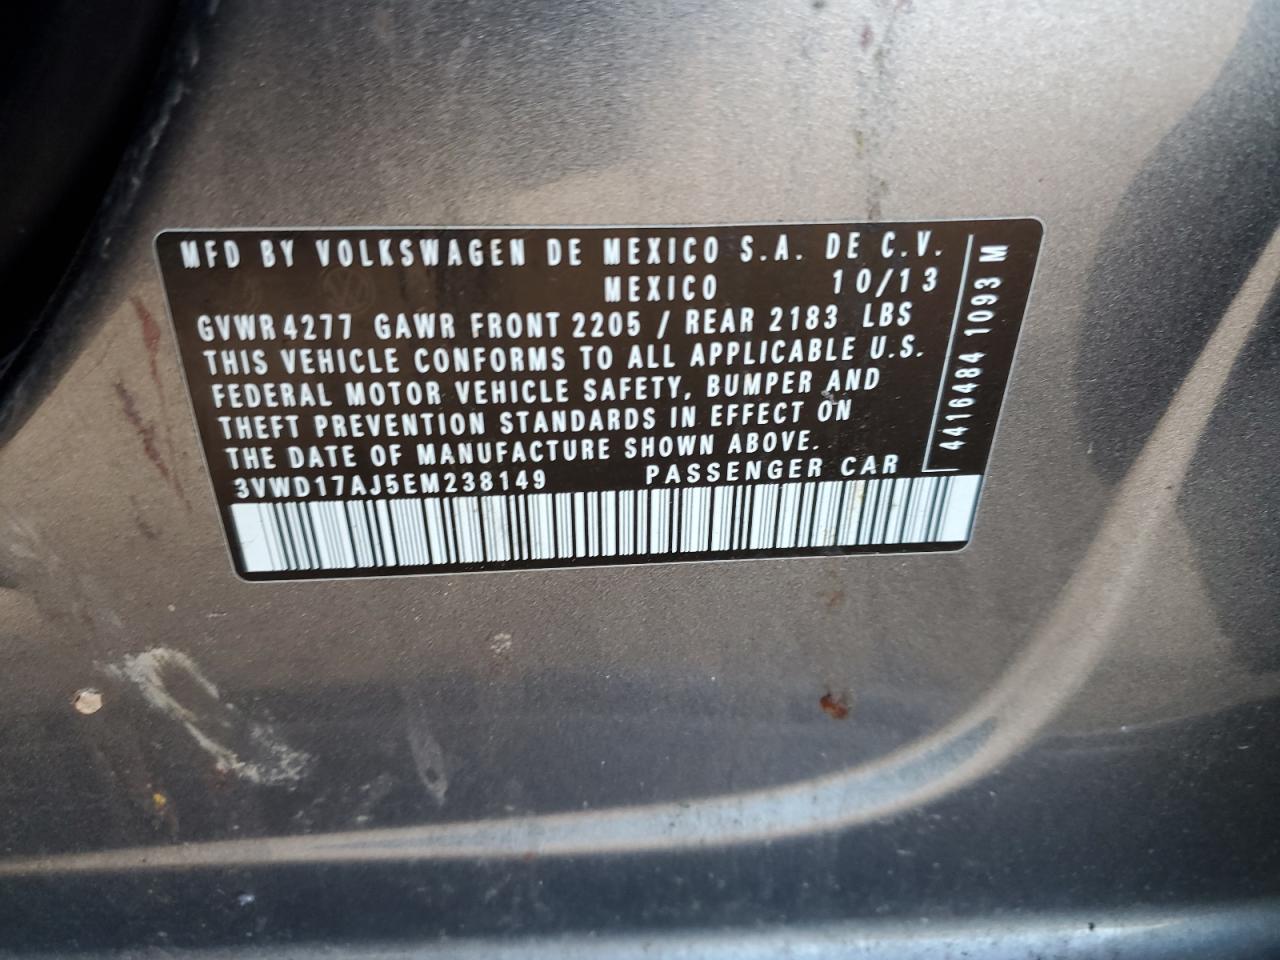 MFD BY VOLKSWAGEN DE MEXICO S.A. DE C.V.
MEXICO 10/13
GVWR 4277 GAWR FRONT 2205 / REAR 2183 LBS
THIS VEHICLE CONFORMS TO ALL APPLICABLE U.S.
FEDERAL MOTOR VEHICLE SAFETY, BUMPER AND
THEFT PREVENTION STANDARDS IN EFFECT ON
THE DATE OF MANUFACTURE SHOWN ABOVE.
3VWD17AJ5EM238149 PASSENGER CAR
4416484 1093 M